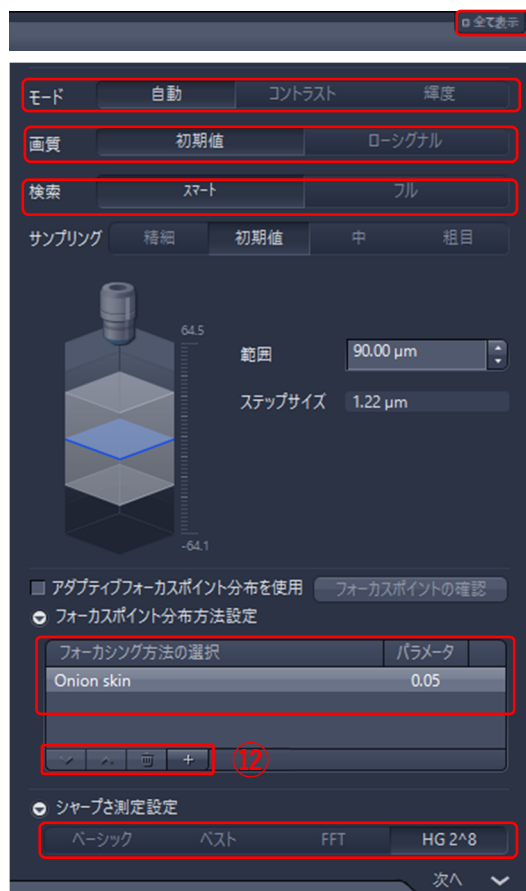 全て表示
モード 自動 コントラスト 輝度
画質 初期値 ローシグナル
検索 スマート フル
サンプリング 精細 初期値 中 粗目
64.5
範囲 90.00 µm
ステップサイズ 1.22 µm
-64.1
アダプティブフォーカスポイント分布を使用 フォーカスポイントの確認
フォーカスポイント分布方法設定
フォーカシング方法の選択 パラメータ
Onion skin 0.05
+ ⑫
シャープさ測定設定
ベーシック ベスト FFT HG 2^8
次へ